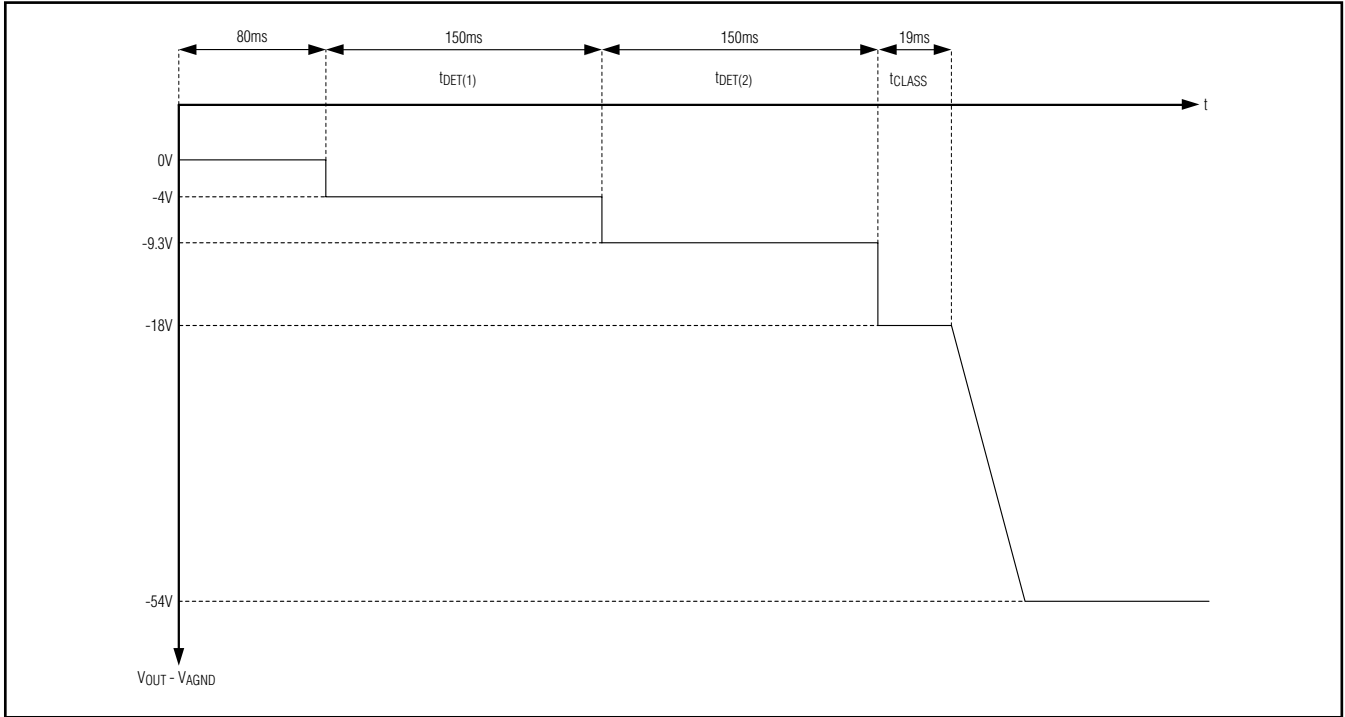 80ms 150ms 150ms 19ms
tDET(1) tDET(2) tCLASS
t
0V
-4V
-9.3V
-18V
-54V
VOUT - VAGND